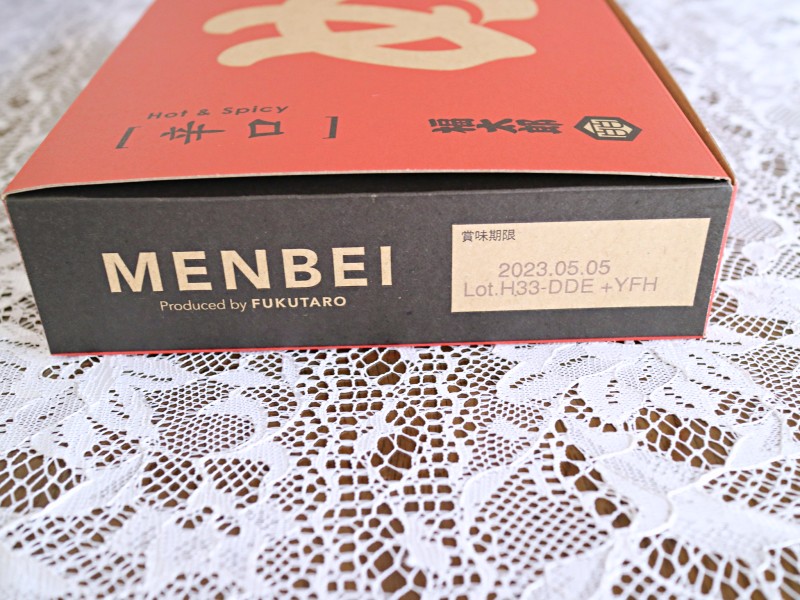 Hot & Spicy
[辛口]
福太郎
MENBEI
Produced by FUKUTARO
賞味期限
2023.05.05
Lot.H33-DDE +YFH